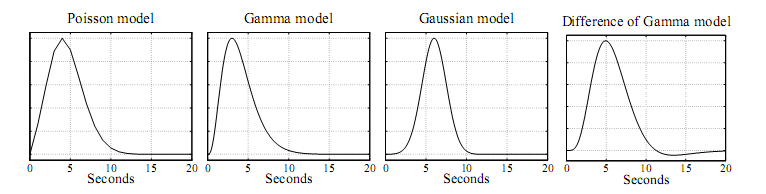 Poisson model
Gamma model
Gaussian model
Difference of Gamma model
0 5 10 15 20
0 5 10 15 20
0 5 10 15 20
0 5 10 15 20
Seconds
Seconds
Seconds
Seconds